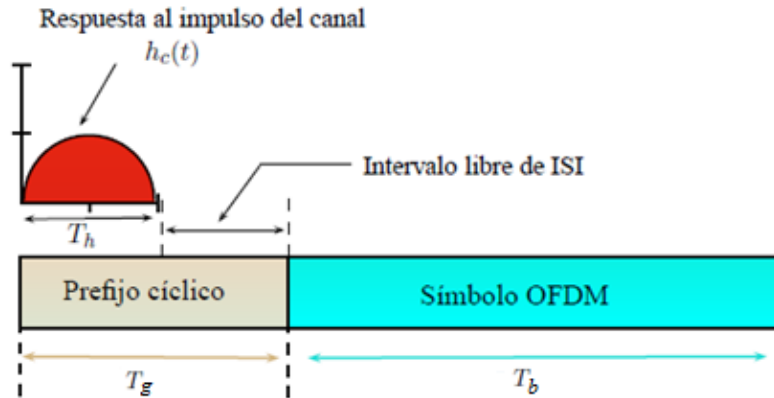 Respuesta al impulso del canal
h_c(t)
Intervalo libre de ISI
T_h
Prefijo cíclico
Símbolo OFDM
T_g
T_b